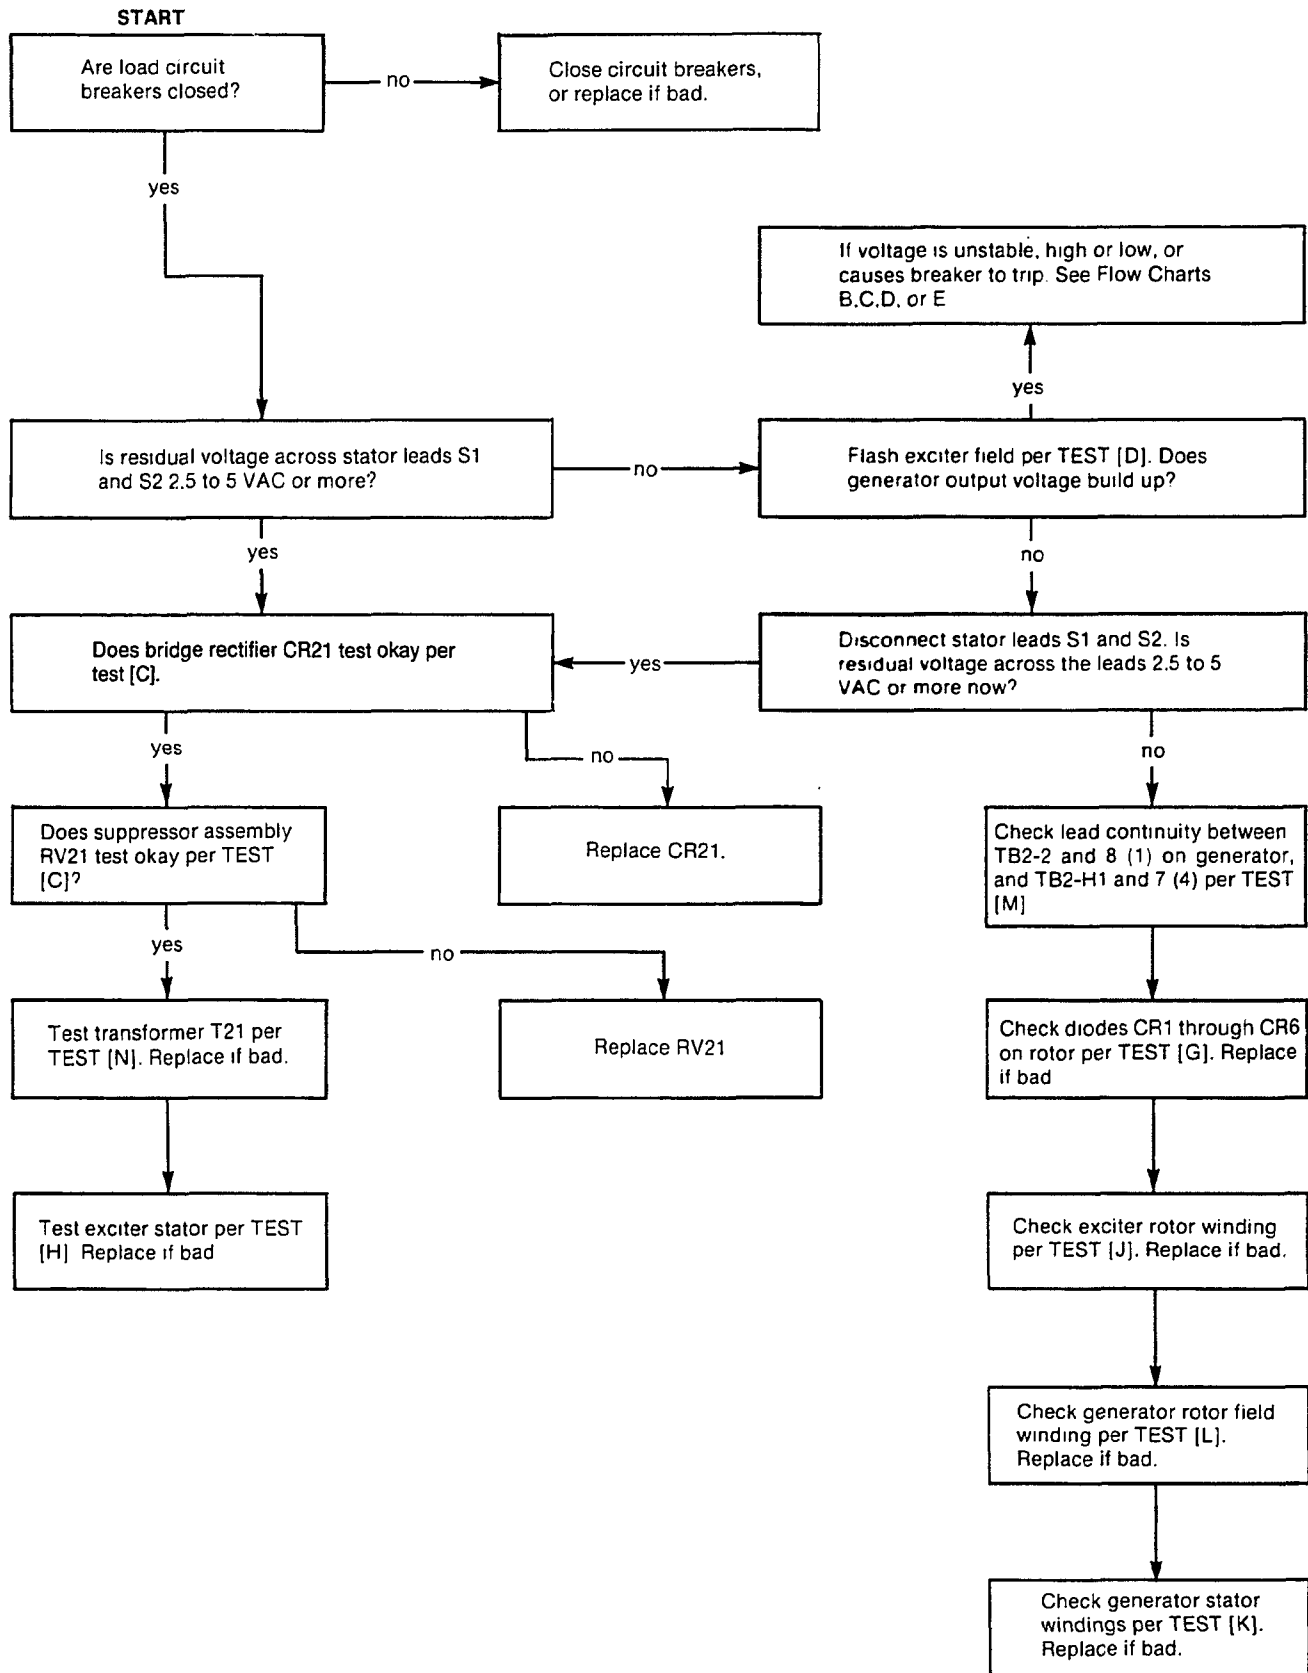 START
Are load circuit
breakers closed?
no
Close circuit breakers,
or replace if bad.
yes
If voltage is unstable, high or low, or
causes breaker to trip. See Flow Charts
B,C,D, or E
yes
Is residual voltage across stator leads S1
and S2 2.5 to 5 VAC or more?
no
Flash exciter field per TEST [D]. Does
generator output voltage build up?
yes
no
Does bridge rectifier CR21 test okay per
test [C].
yes
Disconnect stator leads S1 and S2. Is
residual voltage across the leads 2.5 to 5
VAC or more now?
yes
no
no
Does suppressor assembly
RV21 test okay per TEST
[C]?
Replace CR21.
Check lead continuity between
TB2-2 and 8 (1) on generator,
and TB2-H1 and 7 (4) per TEST
[M]
yes
no
Test transformer T21 per
TEST [N]. Replace if bad.
Replace RV21
Check diodes CR1 through CR6
on rotor per TEST [G]. Replace
if bad
Test exciter stator per TEST
[H] Replace if bad
Check exciter rotor winding
per TEST [J]. Replace if bad.
Check generator rotor field
winding per TEST [L].
Replace if bad.
Check generator stator
windings per TEST [K].
Replace if bad.